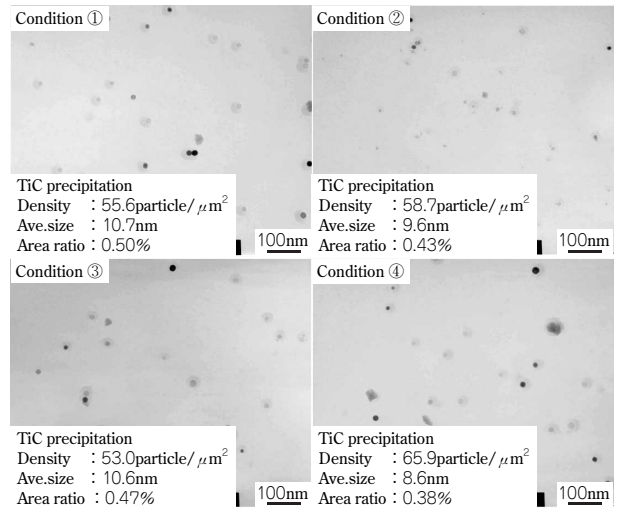 Condition ①
TiC precipitation
Density : 55.6particle/μm²
Ave.size : 10.7nm
Area ratio : 0.50%
100nm
Condition ②
TiC precipitation
Density : 58.7particle/μm²
Ave.size : 9.6nm
Area ratio : 0.43%
100nm
Condition ③
TiC precipitation
Density : 53.0particle/μm²
Ave.size : 10.6nm
Area ratio : 0.47%
100nm
Condition ④
TiC precipitation
Density : 65.9particle/μm²
Ave.size : 8.6nm
Area ratio : 0.38%
100nm